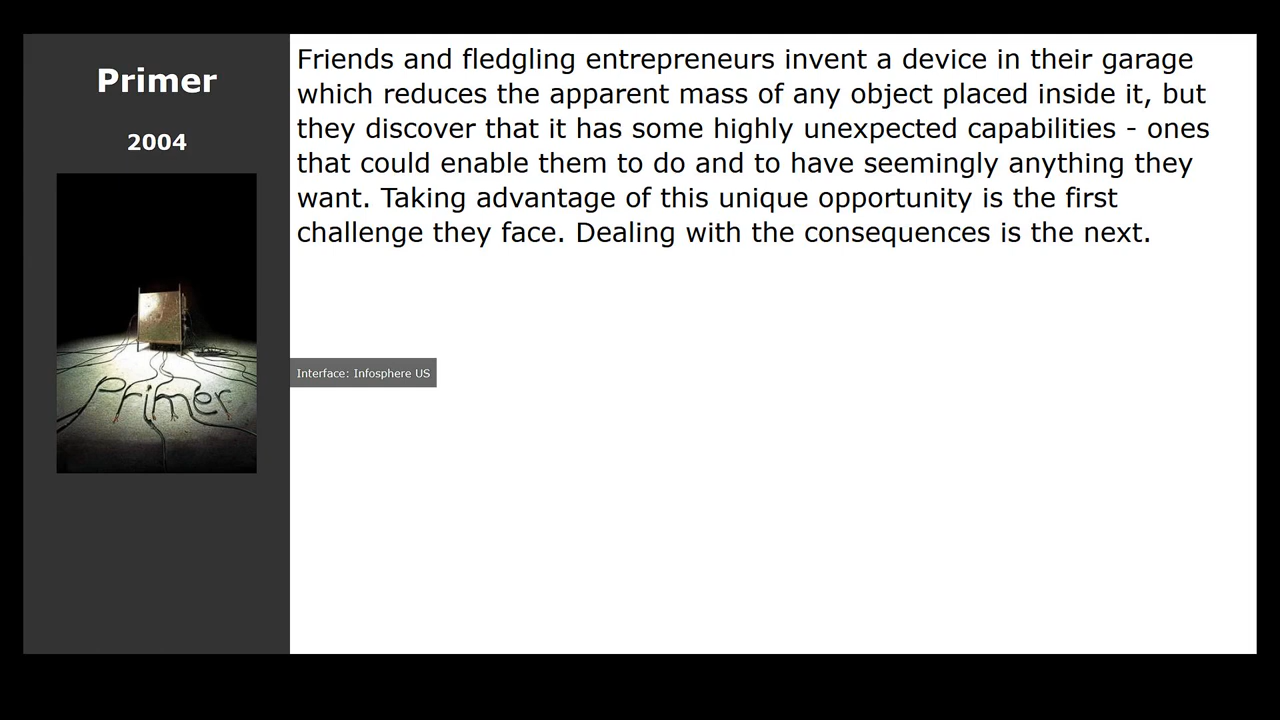 Primer
2004
Primer
Friends and fledgling entrepreneurs invent a device in their garage
which reduces the apparent mass of any object placed inside it, but
they discover that it has some highly unexpected capabilities - ones
that could enable them to do and to have seemingly anything they
want. Taking advantage of this unique opportunity is the first
challenge they face. Dealing with the consequences is the next.
Interface: Infosphere US